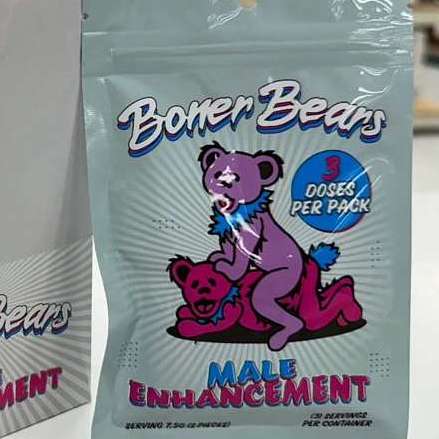 Boner Bears
3
DOSES
PER PACK
MALE
ENHANCEMENT
SERVING 7.5G (2 PIECES)
(3) SERVINGS
PER CONTAINER
Bears
MENT